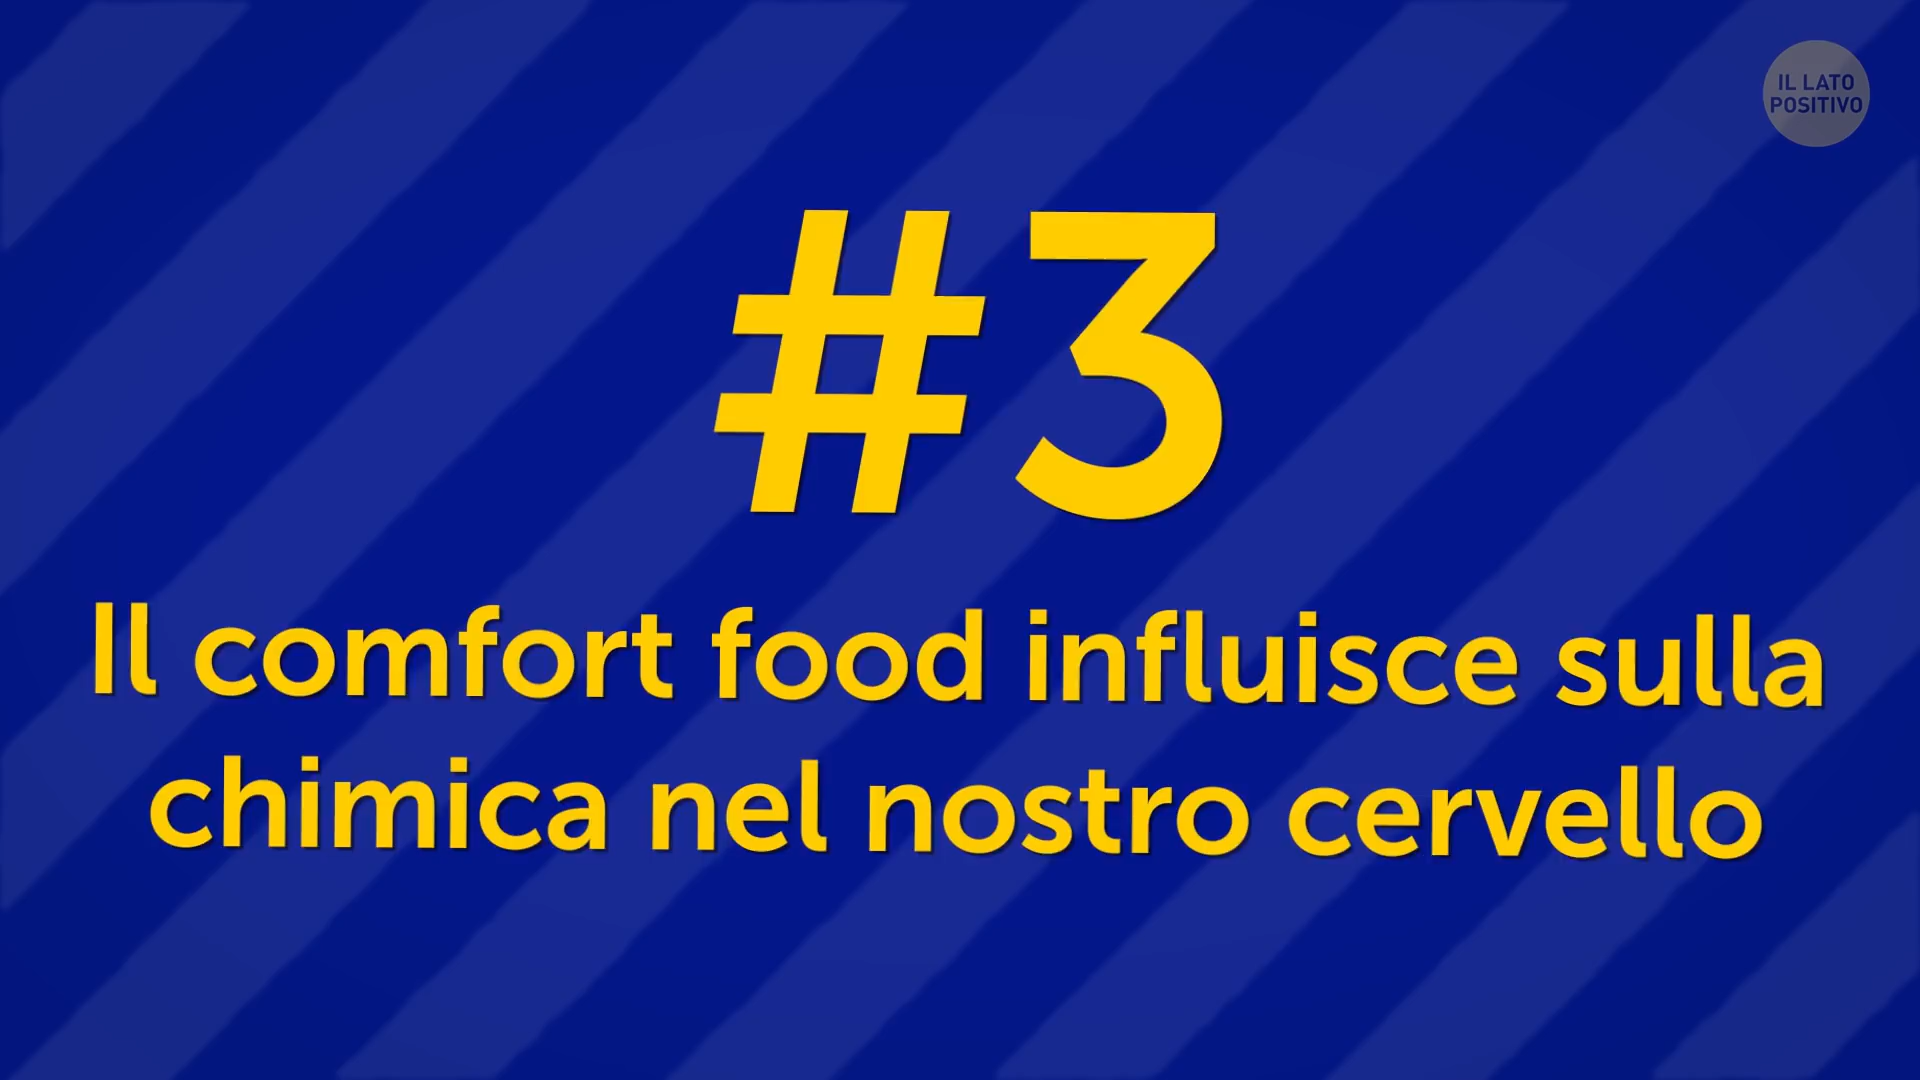 IL LATO
POSITIVO
#3
Il comfort food influisce sulla
chimica nel nostro cervello